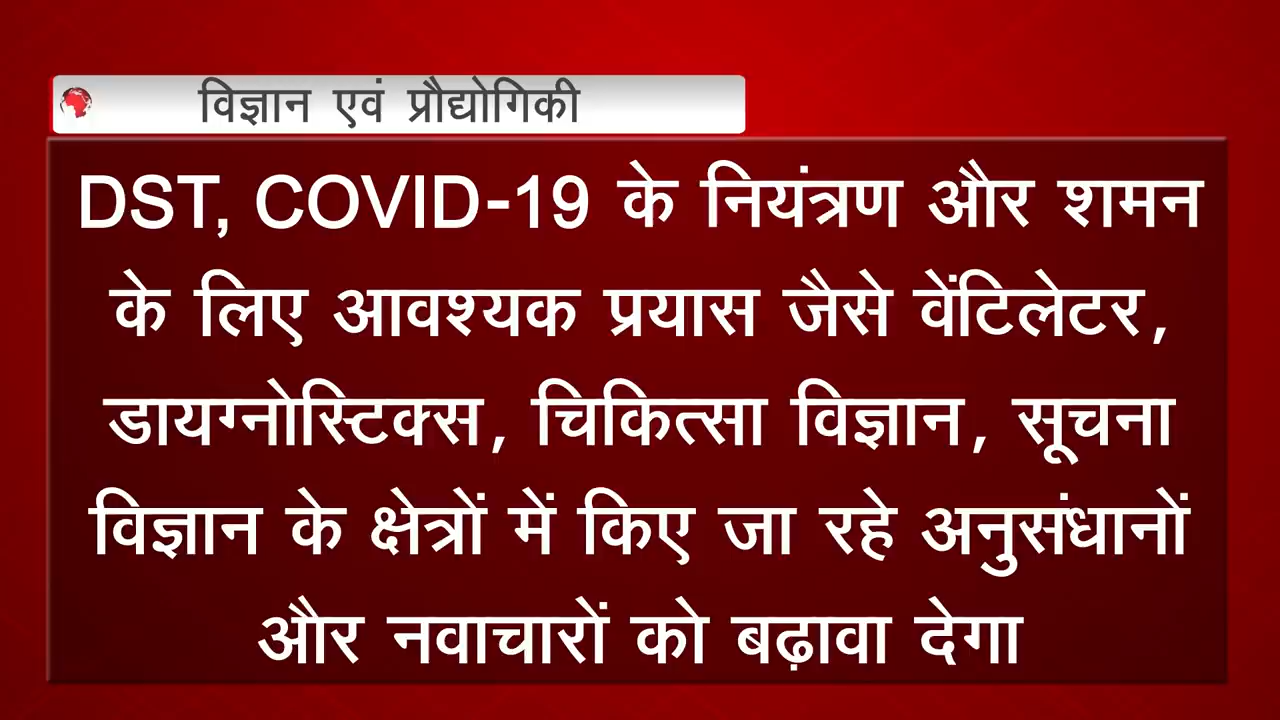 विज्ञान एवं प्रौद्योगिकी
DST, COVID-19 के नियंत्रण और शमन
के लिए आवश्यक प्रयास जैसे वेंटिलेटर,
डायग्नोस्टिक्स, चिकित्सा विज्ञान, सूचना
विज्ञान के क्षेत्रों में किए जा रहे अनुसंधानों
और नवाचारों को बढ़ावा देगा